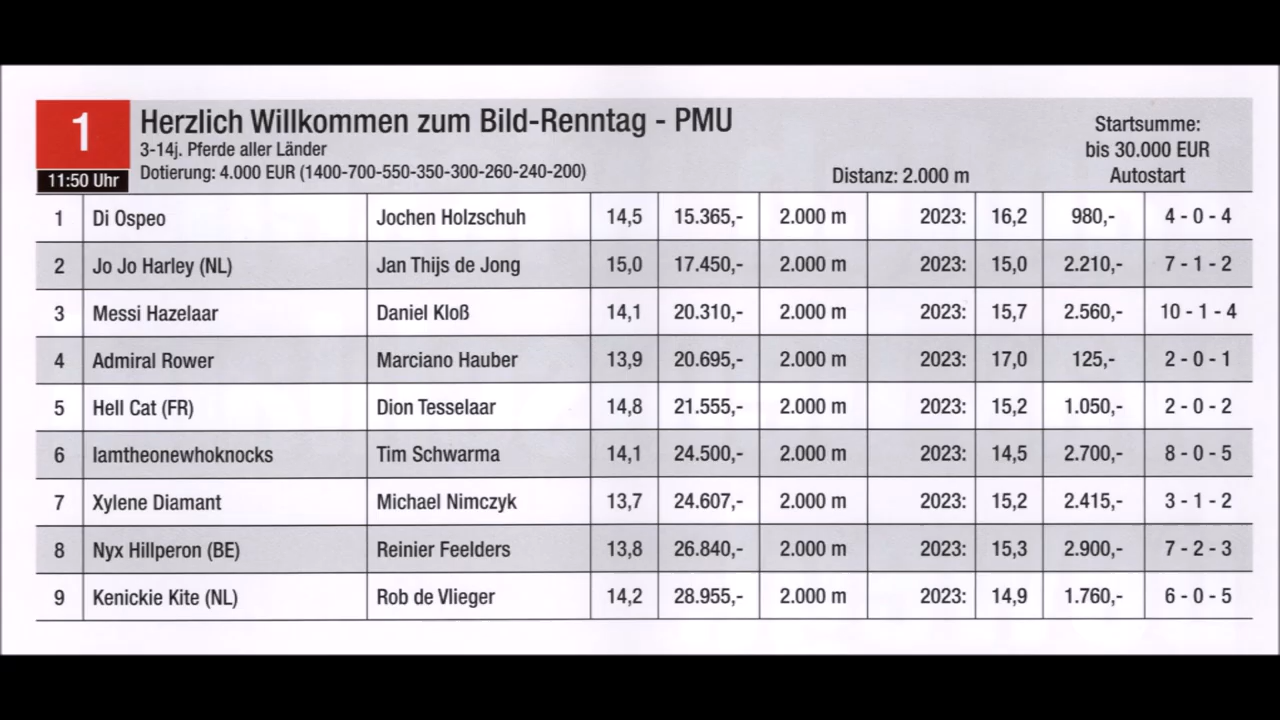 1
11:50 Uhr
Herzlich Willkommen zum Bild-Renntag - PMU
3-14j. Pferde aller Länder
Dotierung: 4.000 EUR (1400-700-550-350-300-260-240-200)
Distanz: 2.000 m
Startsumme:
bis 30.000 EUR
Autostart
1 Di Ospeo Jochen Holzschuh 14,5 15.365,- 2.000 m 2023: 16,2 980,- 4 - 0 - 4
2 Jo Jo Harley (NL) Jan Thijs de Jong 15,0 17.450,- 2.000 m 2023: 15,0 2.210,- 7 - 1 - 2
3 Messi Hazelaar Daniel Kloß 14,1 20.310,- 2.000 m 2023: 15,7 2.560,- 10 - 1 - 4
4 Admiral Rower Marciano Hauber 13,9 20.695,- 2.000 m 2023: 17,0 125,- 2 - 0 - 1
5 Hell Cat (FR) Dion Tesselaar 14,8 21.555,- 2.000 m 2023: 15,2 1.050,- 2 - 0 - 2
6 Iamtheonewhoknocks Tim Schwarma 14,1 24.500,- 2.000 m 2023: 14,5 2.700,- 8 - 0 - 5
7 Xylene Diamant Michael Nimczyk 13,7 24.607,- 2.000 m 2023: 15,2 2.415,- 3 - 1 - 2
8 Nyx Hillperon (BE) Reinier Feelders 13,8 26.840,- 2.000 m 2023: 15,3 2.900,- 7 - 2 - 3
9 Kenickie Kite (NL) Rob de Vlieger 14,2 28.955,- 2.000 m 2023: 14,9 1.760,- 6 - 0 - 5